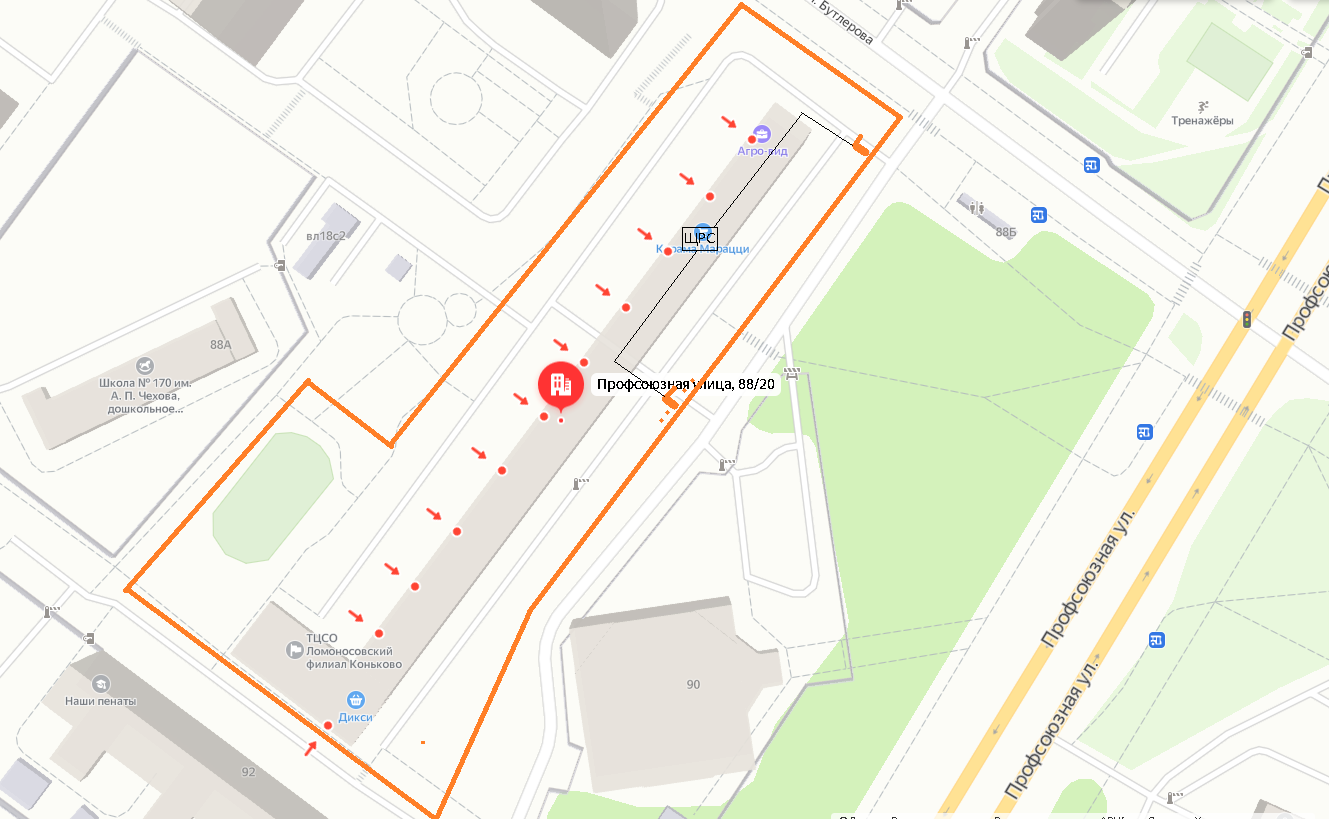 Бутлерова
Тренажёры
Агро-вид
вл18с2
ЩРС
88Б
88А
Школа № 170 им.
А. П. Чехова,
дошкольное...
Профсоюзная улица, 88/20
ТЦСО
Ломоносовский
филиал Коньково
Дикси
Наши пенаты
92
90
Профсоюзная ул.
Профсоюзная ул.